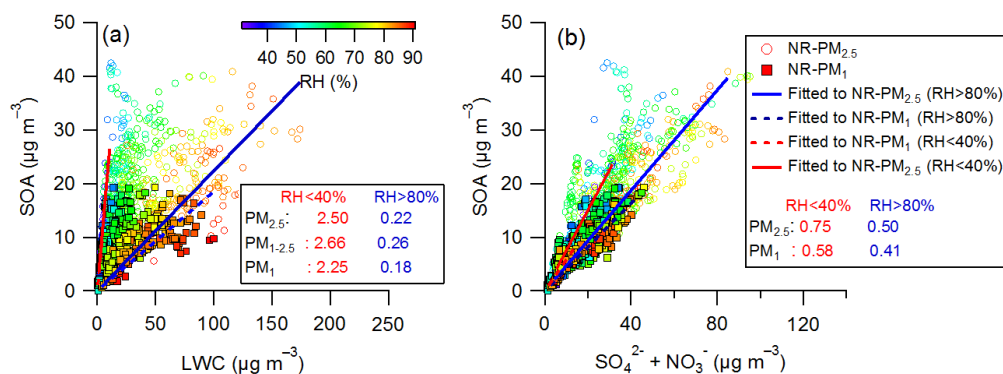 (a)
40 50 60 70 80 90
RH (%)
50
40
30
20
10
0
SOA (µg m⁻³)
0 50 100 150 200 250
LWC (µg m⁻³)
RH<40% RH>80%
PM₂.₅: 2.50 0.22
PM₁₋₂.₅ : 2.66 0.26
PM₁ : 2.25 0.18
(b)
50
40
30
20
10
0
SOA (µg m⁻³)
0 40 80 120
SO₄²⁻ + NO₃⁻ (µg m⁻³)
NR-PM₂.₅
NR-PM₁
Fitted to NR-PM₂.₅ (RH>80%)
Fitted to NR-PM₁ (RH>80%)
Fitted to NR-PM₁ (RH<40%)
Fitted to NR-PM₂.₅ (RH<40%)
RH<40% RH>80%
PM₂.₅: 0.75 0.50
PM₁ : 0.58 0.41